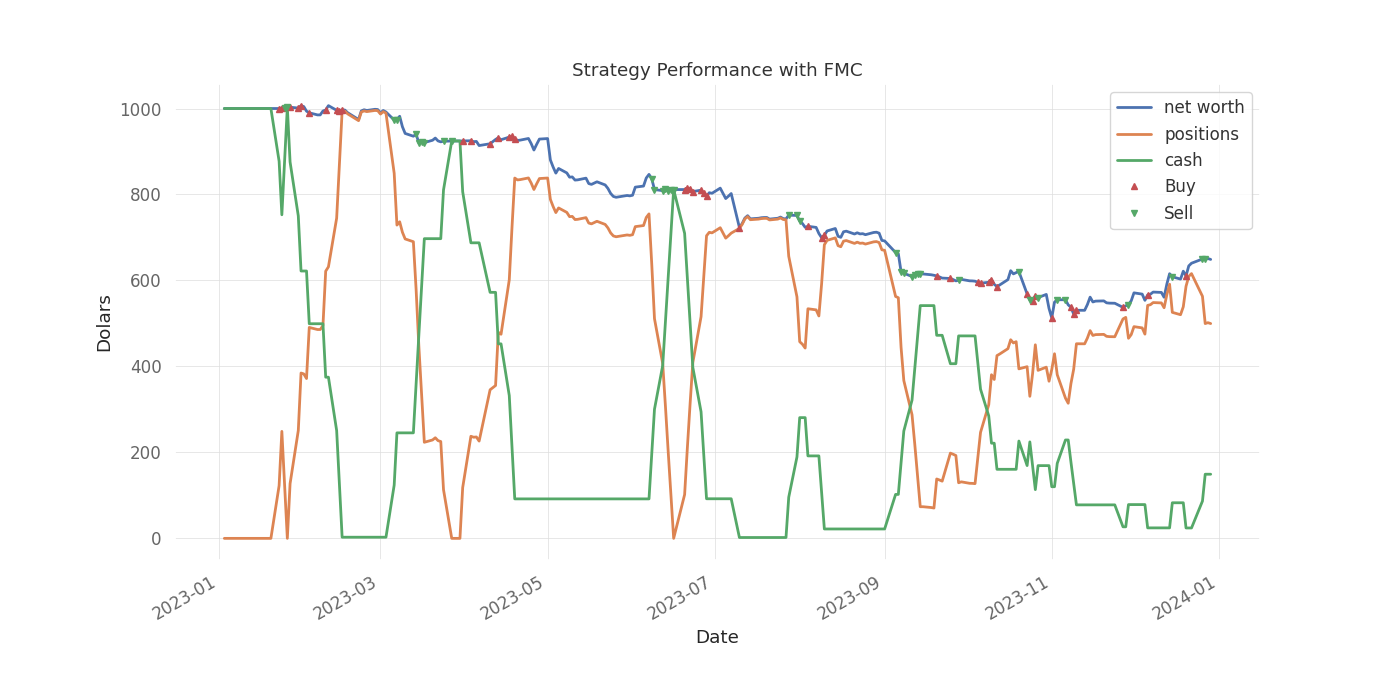 Strategy Performance with FMC
net worth
positions
cash
Buy
Sell
1000
800
600
400
200
0
Dolars
2023-01
2023-03
2023-05
2023-07
2023-09
2023-11
2024-01
Date